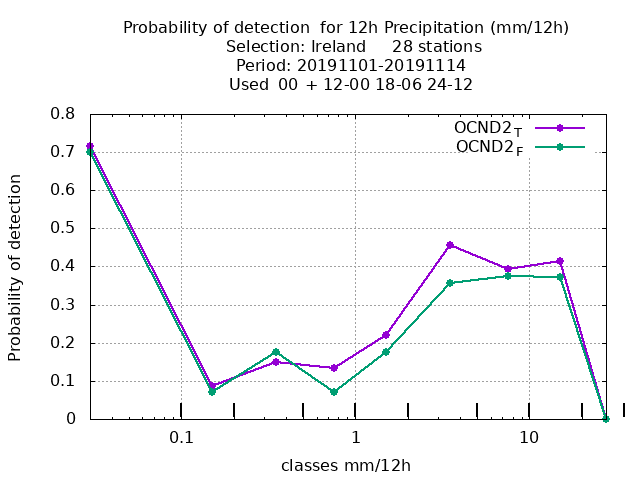 Probability of detection  for 12h Precipitation (mm/12h)
Selection: Ireland     28 stations
Period: 20191101-20191114
Used  00 + 12-00 18-06 24-12
OCND2T
OCND2F
0.8
0.7
0.6
0.5
0.4
0.3
0.2
0.1
0
Probability of detection
0.1
1
10
classes mm/12h